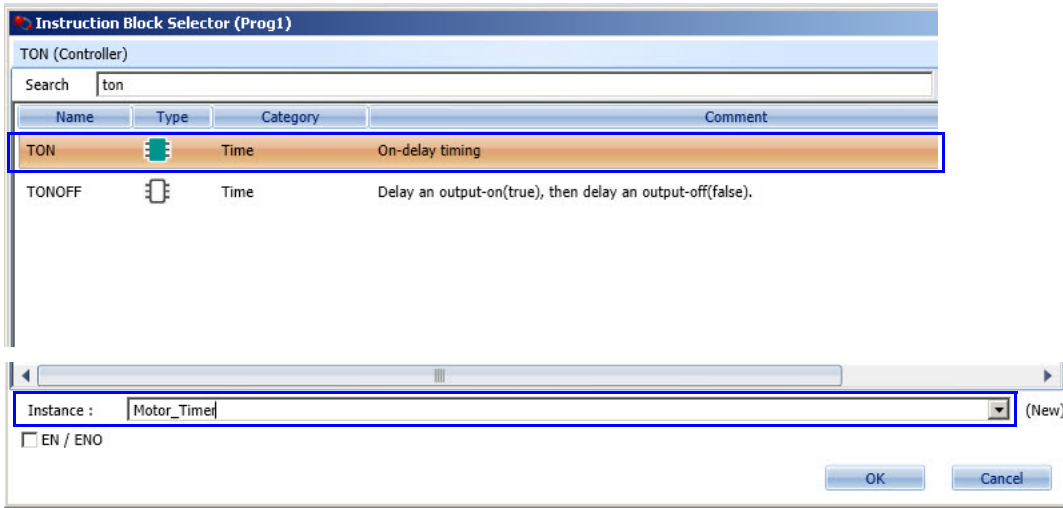 Instruction Block Selector (Prog1)
TON (Controller)
Search ton
Name Type Category Comment
TON Time On-delay timing
TONOFF Time Delay an output-on(true), then delay an output-off(false).
Instance : Motor_Timer (New)
EN / ENO
OK Cancel